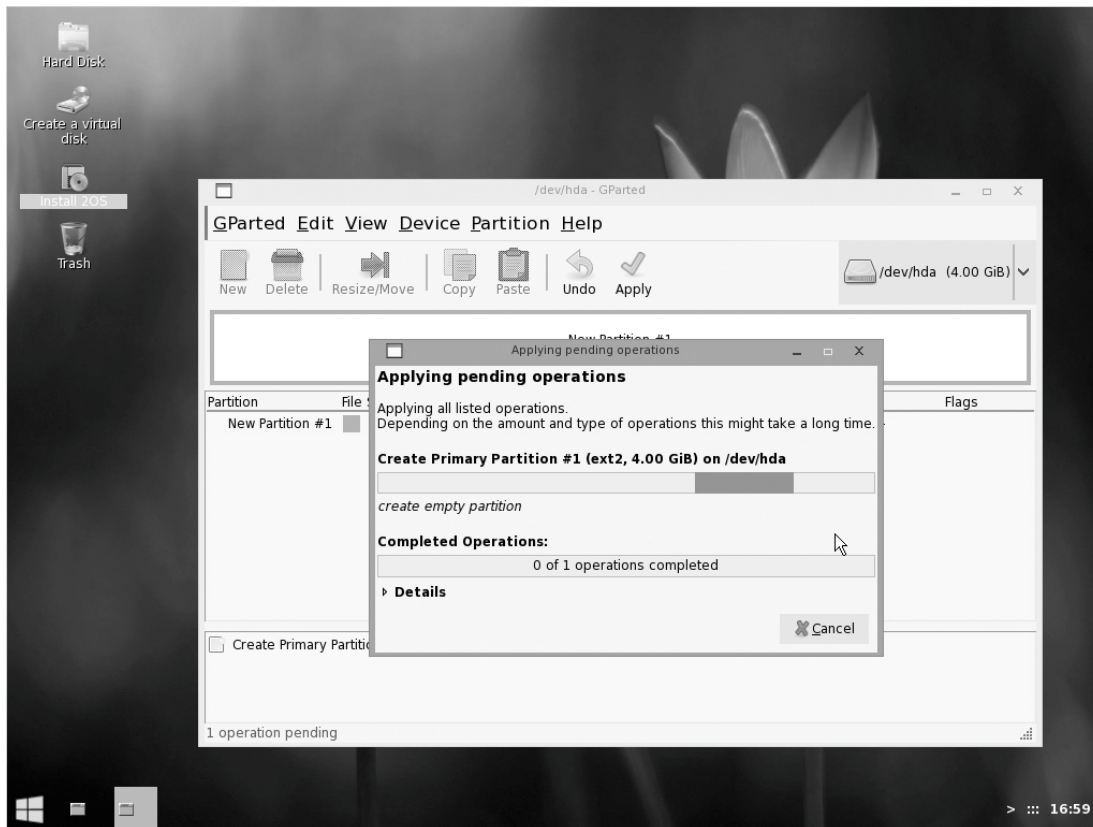 Hard Disk
Create a virtual
disk
Install 2OS
Trash
/dev/hda - GParted
GParted Edit View Device Partition Help
New Delete Resize/Move Copy Paste Undo Apply
/dev/hda (4.00 GiB)
New Partition #1
Partition File Flags
New Partition #1
Applying pending operations
Applying pending operations
Applying all listed operations.
Depending on the amount and type of operations this might take a long time.
Create Primary Partition #1 (ext2, 4.00 GiB) on /dev/hda
create empty partition
Completed Operations:
0 of 1 operations completed
Details
Cancel
Create Primary
1 operation pending
> ::: 16:59